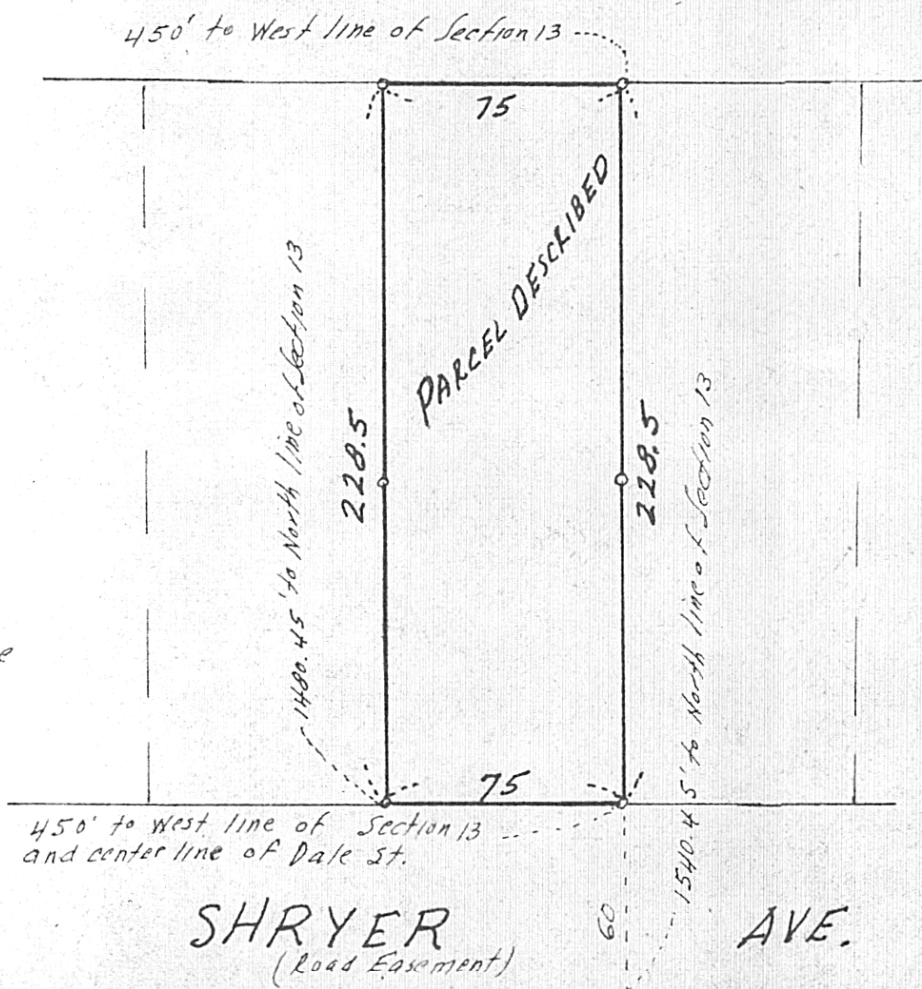 450' to West line of Section 13
75
PARCEL DESCRIBED
1480.45' to North line of Section 13
228.5
228.5
1540.45' to North line of Section 13
e
75
450' to West line of Section 13
and center line of Dale St.
60
SHRYER AVE.
(Road Easement)